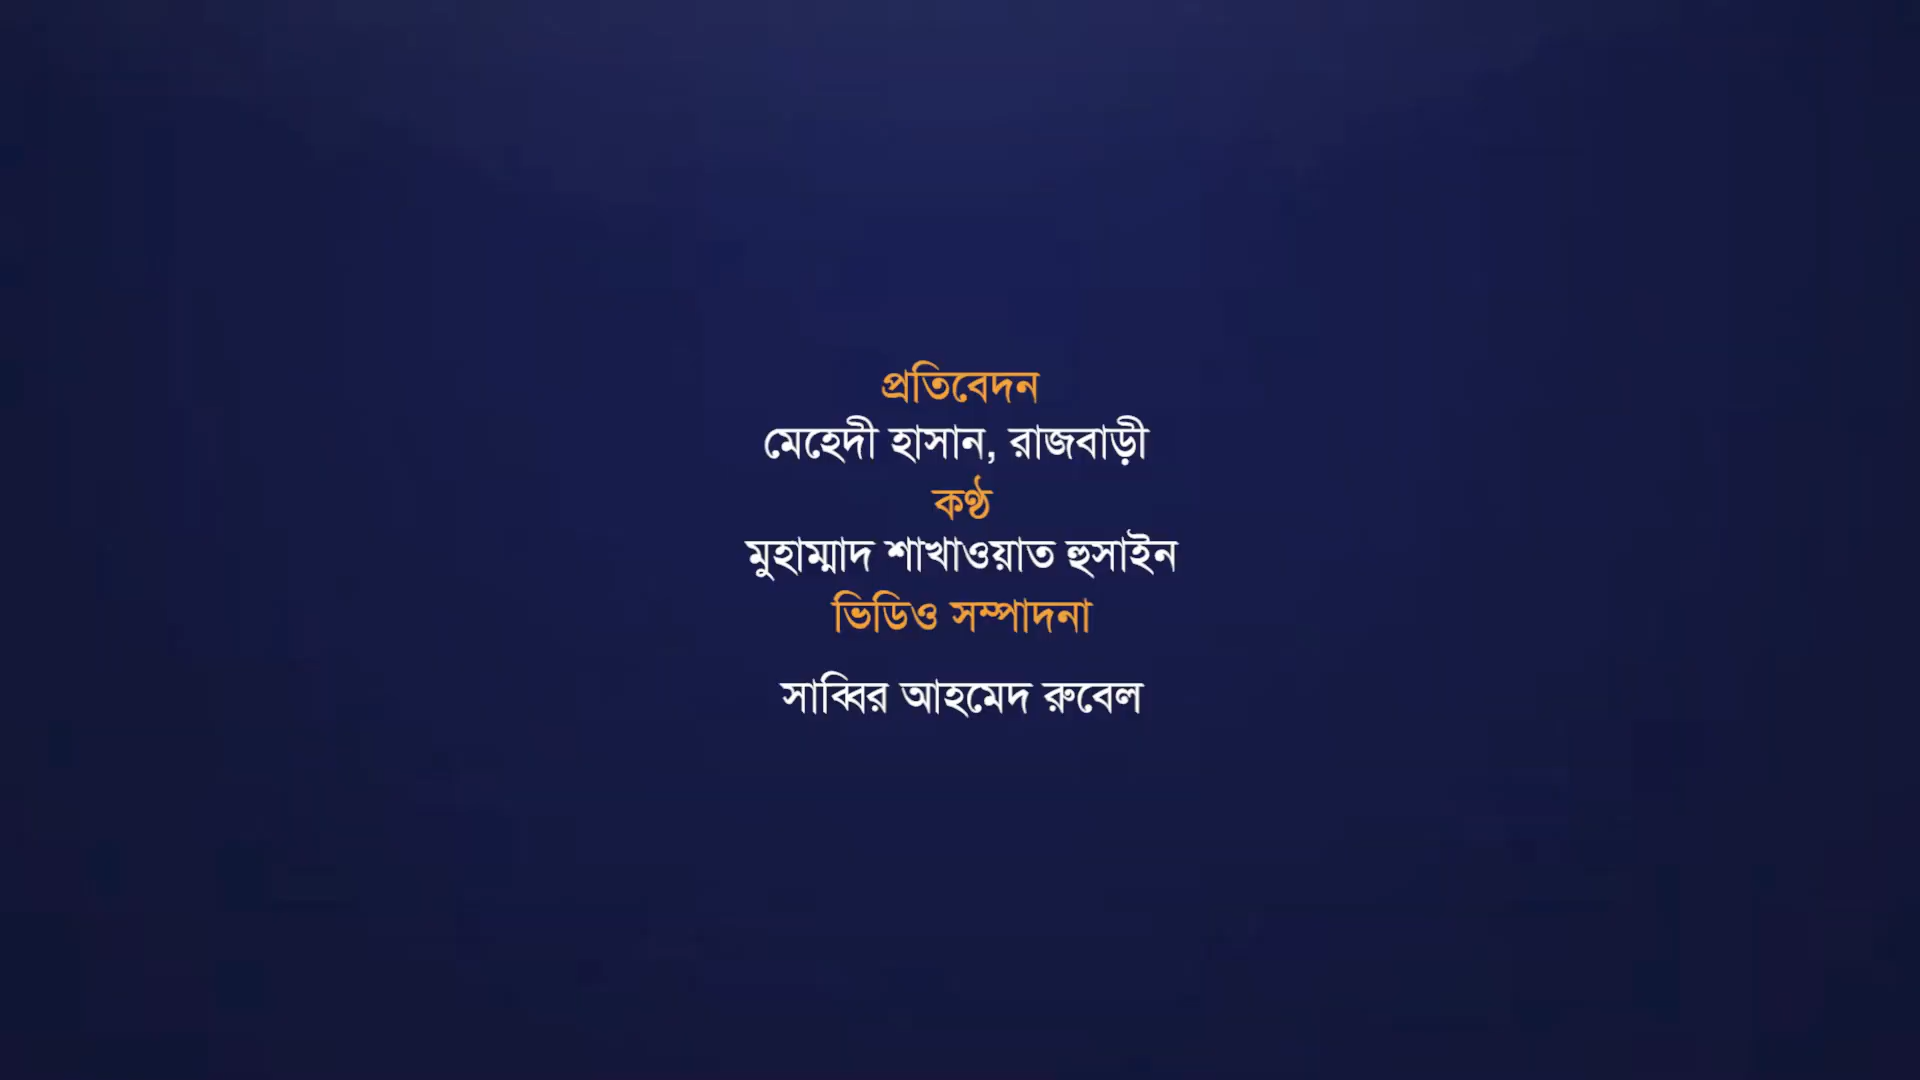 প্রতিবেদন
মেহেদী হাসান, রাজবাড়ী
কণ্ঠ
মুহাম্মাদ শাখাওয়াত হুসাইন
ভিডিও সম্পাদনা
সাব্বির আহমেদ রুবেল